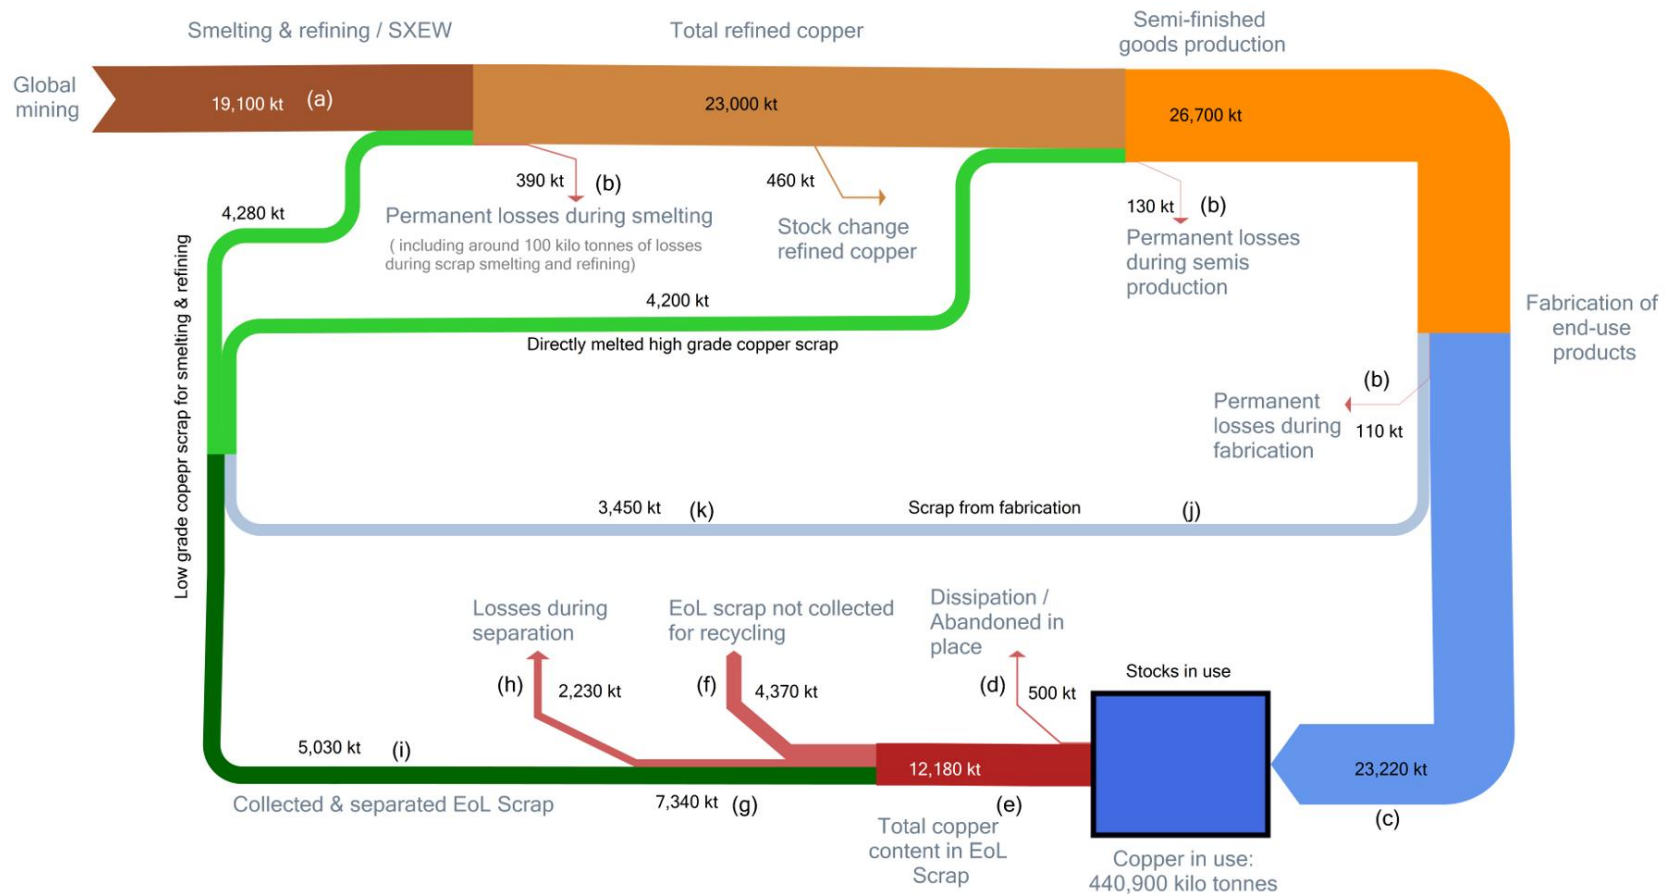 Smelting & refining / SXEW
Total refined copper
Semi-finished
goods production
Global
mining
19,100 kt
(a)
23,000 kt
26,700 kt
390 kt
(b)
Permanent losses during smelting
( including around 100 kilo tonnes of losses
during scrap smelting and refining)
460 kt
Stock change
refined copper
130 kt
(b)
Permanent losses
during semis
production
4,280 kt
Low grade copepr scrap for smelting & refining
4,200 kt
Directly melted high grade copper scrap
Fabrication of
end-use
products
(b)
Permanent
losses during
fabrication
110 kt
3,450 kt
(k)
Scrap from fabrication
(j)
Losses during
separation
(h)
2,230 kt
EoL scrap not collected
for recycling
(f)
4,370 kt
Dissipation /
Abandoned in
place
(d)
500 kt
Stocks in use
5,030 kt
(i)
Collected & separated EoL Scrap
7,340 kt
(g)
12,180 kt
(e)
Total copper
content in EoL
Scrap
23,220 kt
(c)
Copper in use:
440,900 kilo tonnes